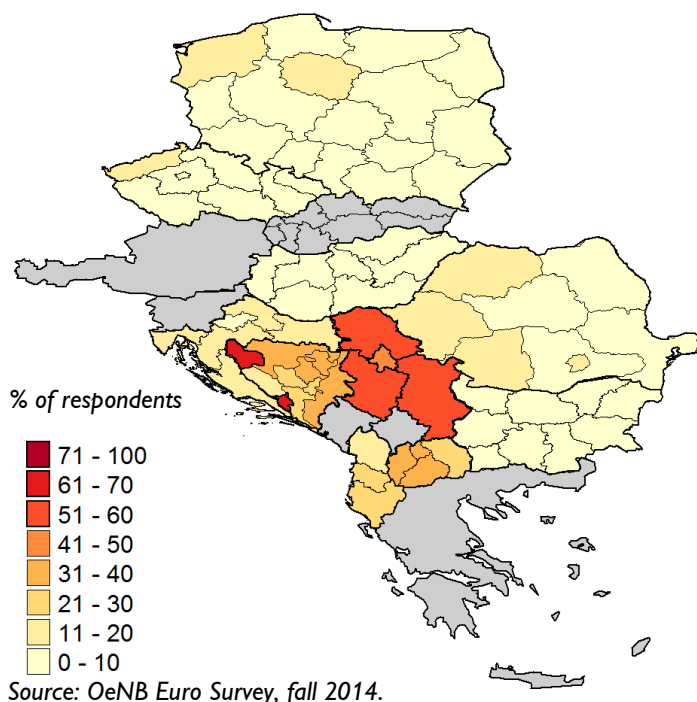 % of respondents
71 - 100
61 - 70
51 - 60
41 - 50
31 - 40
21 - 30
11 - 20
0 - 10
Source: OeNB Euro Survey, fall 2014.